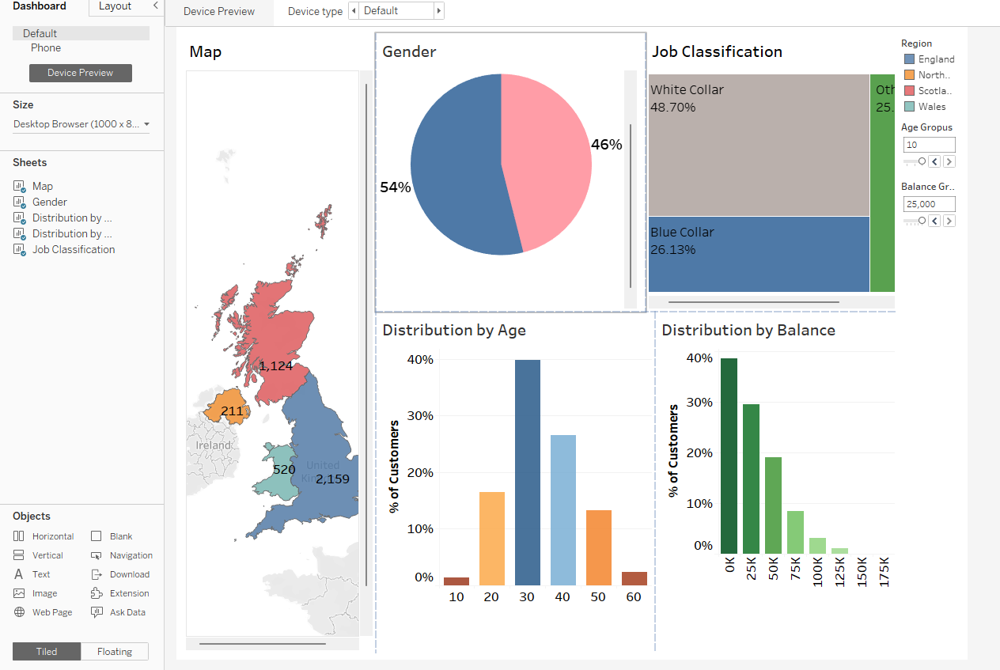 Dashboard
Layout
Default
Phone
Device Preview
Size
Desktop Browser (1000 x 8...
Sheets
Map
Gender
Distribution by ...
Distribution by ...
Job Classification
Objects
Horizontal
Blank
Vertical
Navigation
Text
Download
Image
Extension
Web Page
Ask Data
Tiled
Floating
Device Preview
Device type
Default
Map
1,124
211
Ireland
520
United
2,159
Gender
46%
54%
Job Classification
White Collar
48.70%
Oth
25.
Blue Collar
26.13%
Region
England
North..
Scotla..
Wales
Age Gropus
10
Balance Gr..
25,000
Distribution by Age
% of Customers
40%
30%
20%
10%
0%
10 20 30 40 50 60
Distribution by Balance
% of Customers
40%
30%
20%
10%
0%
0K 25K 50K 75K 100K 125K 150K 175K